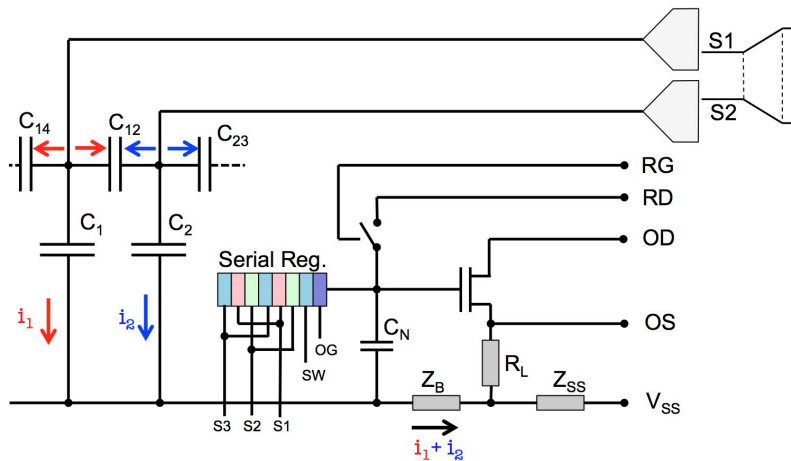 S1
S2
C14
C12
C23
RG
RD
C1
C2
OD
Serial Reg.
i1
i2
CN
OS
OG
SW
RL
ZB
ZSS
VSS
S3
S2
S1
i1+ i2